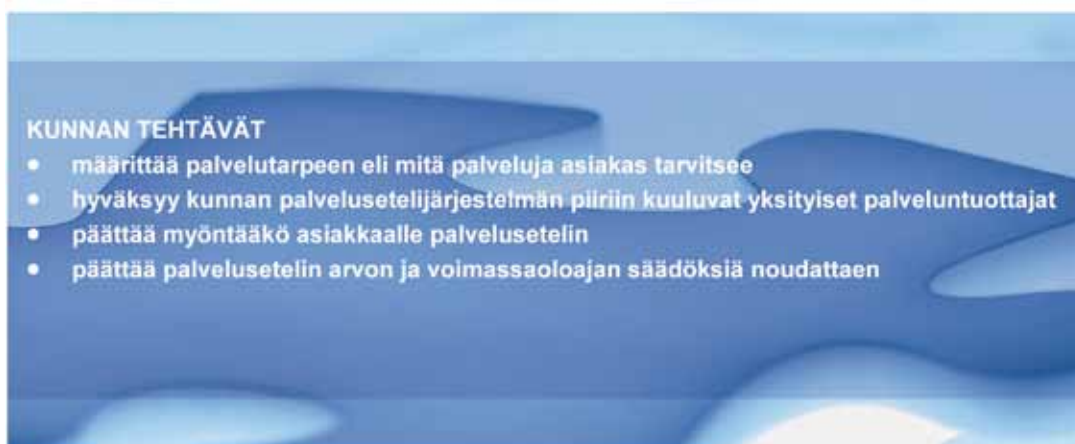 KUNNAN TEHTÄVÄT
• määrittää palvelutarpeen eli mitä palveluja asiakas tarvitsee
• hyväksyy kunnan palvelusetelijärjestelmän piiriin kuuluvat yksityiset palveluntuottajat
• päättää myöntääkö asiakkaalle palvelusetelin
• päättää palvelusetelin arvon ja voimassaoloajan säädöksiä noudattaen